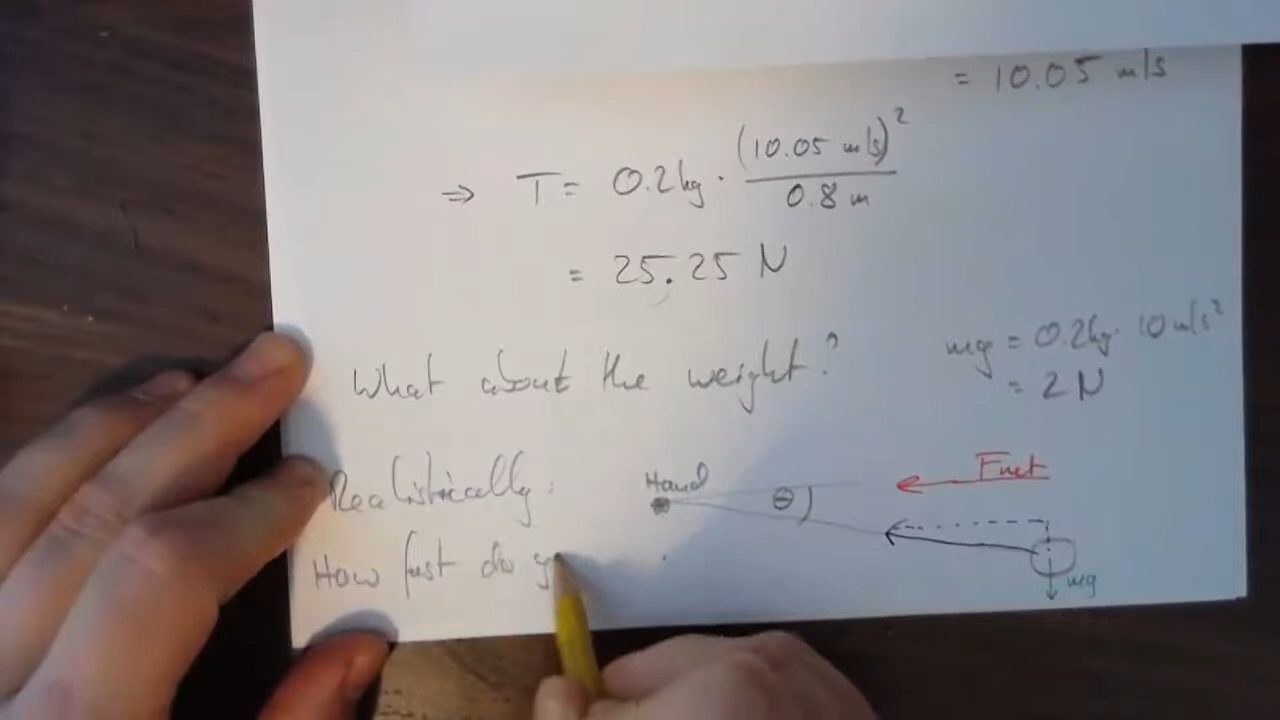 = 10.05 m/s
⇒ T = 0.2kg · (10.05 m/s)² / 0.8 m
= 25.25 N
What about the weight?
mg = 0.2kg · 10 m/s²
= 2 N
Realistically:
Hand
θ
Fnet
mg
How fast do y